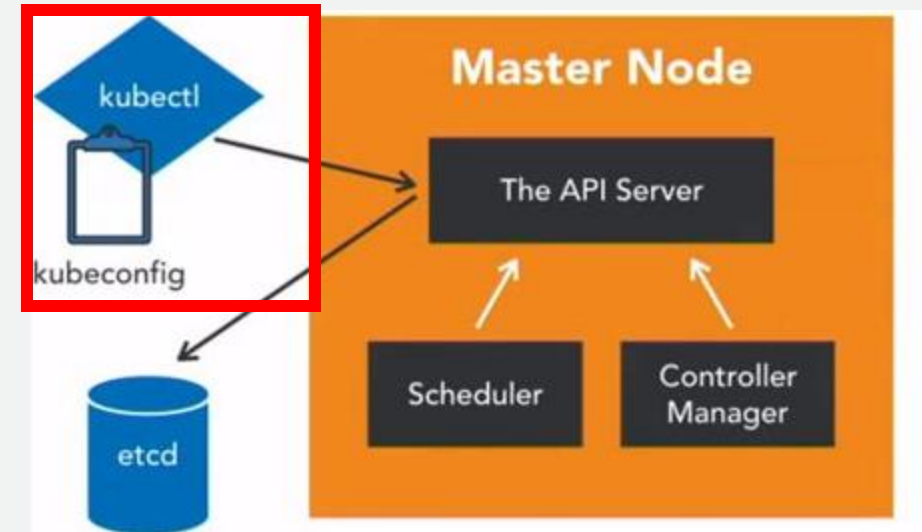 Master Node
kubectl
The API Server
kubeconfig
Scheduler
Controller
Manager
etcd